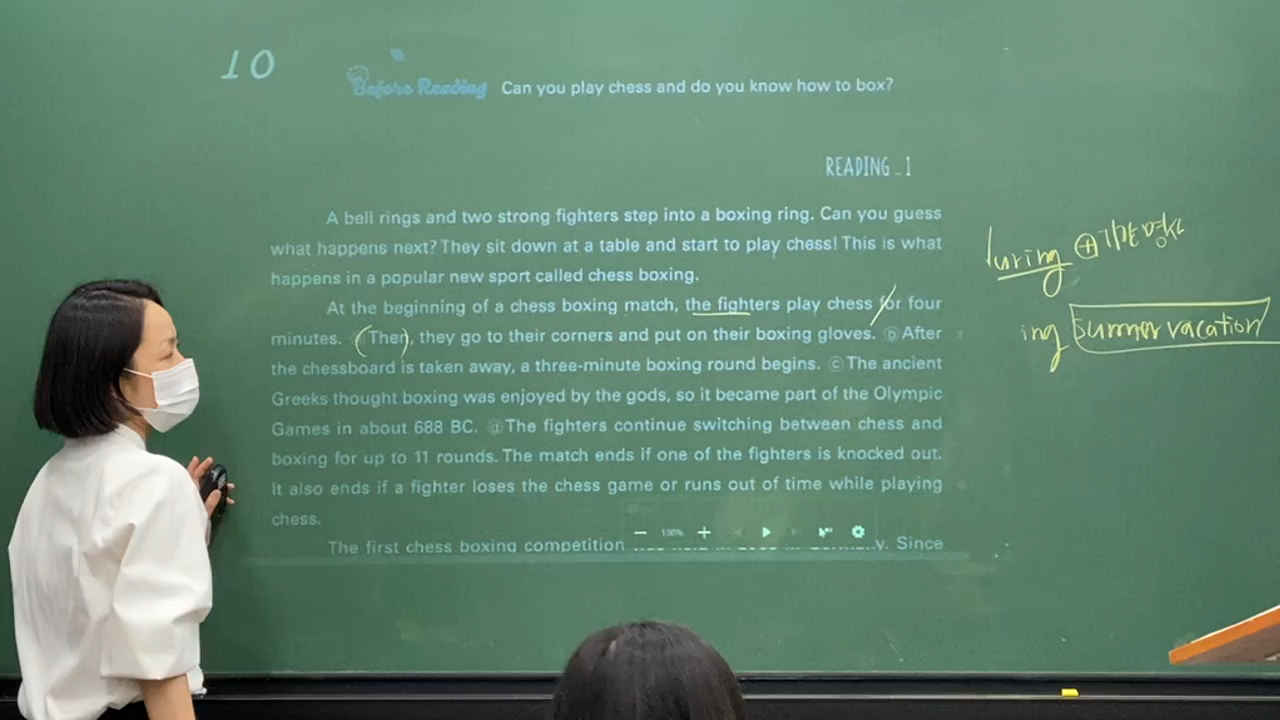 10
Before Reading Can you play chess and do you know how to box?
READING_1
A bell rings and two strong fighters step into a boxing ring. Can you guess
what happens next? They sit down at a table and start to play chess! This is what
happens in a popular new sport called chess boxing.
At the beginning of a chess boxing match, the fighters play chess for four
minutes. (Then), they go to their corners and put on their boxing gloves. ⓑ After
the chessboard is taken away, a three-minute boxing round begins. ⓒ The ancient
Greeks thought boxing was enjoyed by the gods, so it became part of the Olympic
Games in about 688 BC. ⓓ The fighters continue switching between chess and
boxing for up to 11 rounds. The match ends if one of the fighters is knocked out.
It also ends if a fighter loses the chess game or runs out of time while playing
chess.
The first chess boxing competition
y. Since
100%
uring ⊕
ing summer vacation